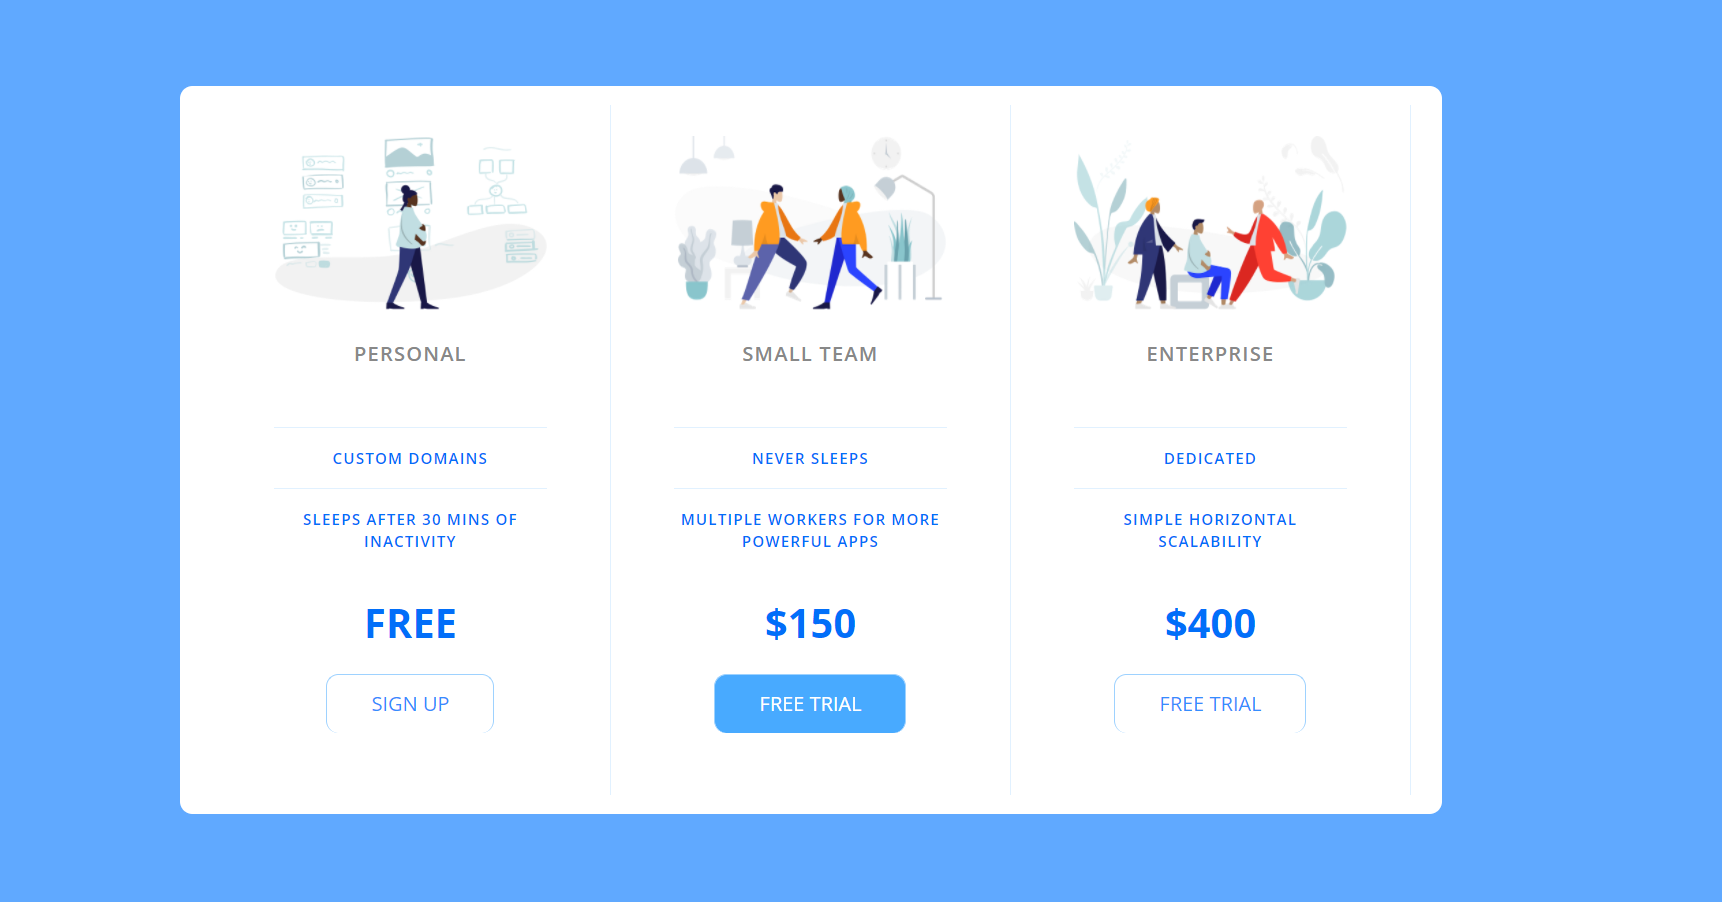 PERSONAL
CUSTOM DOMAINS
SLEEPS AFTER 30 MINS OF
INACTIVITY
FREE
SIGN UP
SMALL TEAM
NEVER SLEEPS
MULTIPLE WORKERS FOR MORE
POWERFUL APPS
$150
FREE TRIAL
ENTERPRISE
DEDICATED
SIMPLE HORIZONTAL
SCALABILITY
$400
FREE TRIAL